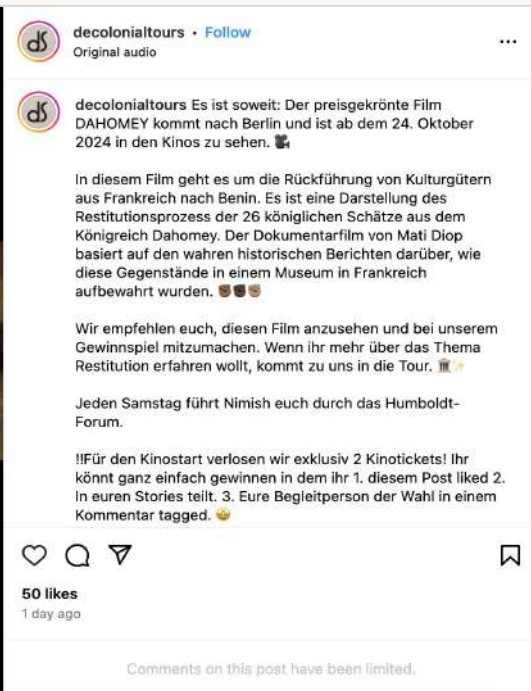 decolonialtours • Follow
Original audio
decolonialtours Es ist soweit: Der preisgekrönte Film
DAHOMEY kommt nach Berlin und ist ab dem 24. Oktober
2024 in den Kinos zu sehen. 🎥
In diesem Film geht es um die Rückführung von Kulturgütern
aus Frankreich nach Benin. Es ist eine Darstellung des
Restitutionsprozess der 26 königlichen Schätze aus dem
Königreich Dahomey. Der Dokumentarfilm von Mati Diop
basiert auf den wahren historischen Berichten darüber, wie
diese Gegenstände in einem Museum in Frankreich
aufbewahrt wurden. ✊🏾✊🏿✊🏽
Wir empfehlen euch, diesen Film anzusehen und bei unserem
Gewinnspiel mitzumachen. Wenn ihr mehr über das Thema
Restitution erfahren wollt, kommt zu uns in die Tour. 🏛️✨
Jeden Samstag führt Nimish euch durch das Humboldt-
Forum.
!!Für den Kinostart verlosen wir exklusiv 2 Kinotickets! Ihr
könnt ganz einfach gewinnen in dem ihr 1. diesem Post liked 2.
In euren Stories teilt. 3. Eure Begleitperson der Wahl in einem
Kommentar tagged. 🤩
50 likes
1 day ago
Comments on this post have been limited.